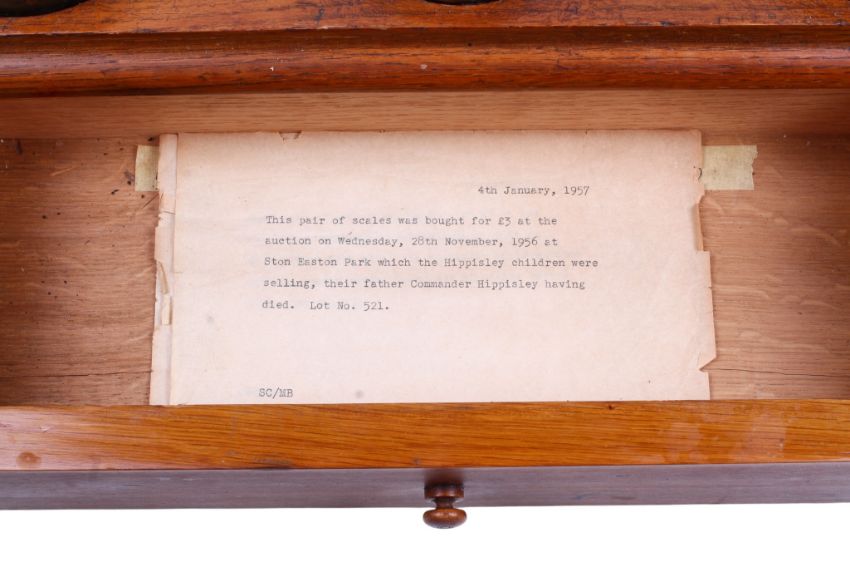 4th January, 1957
This pair of scales was bought for £3 at the
auction on Wednesday, 28th November, 1956 at
Ston Easton Park which the Hippisley children were
selling, their father Commander Hippisley having
died.  Lot No. 521.
SC/MB